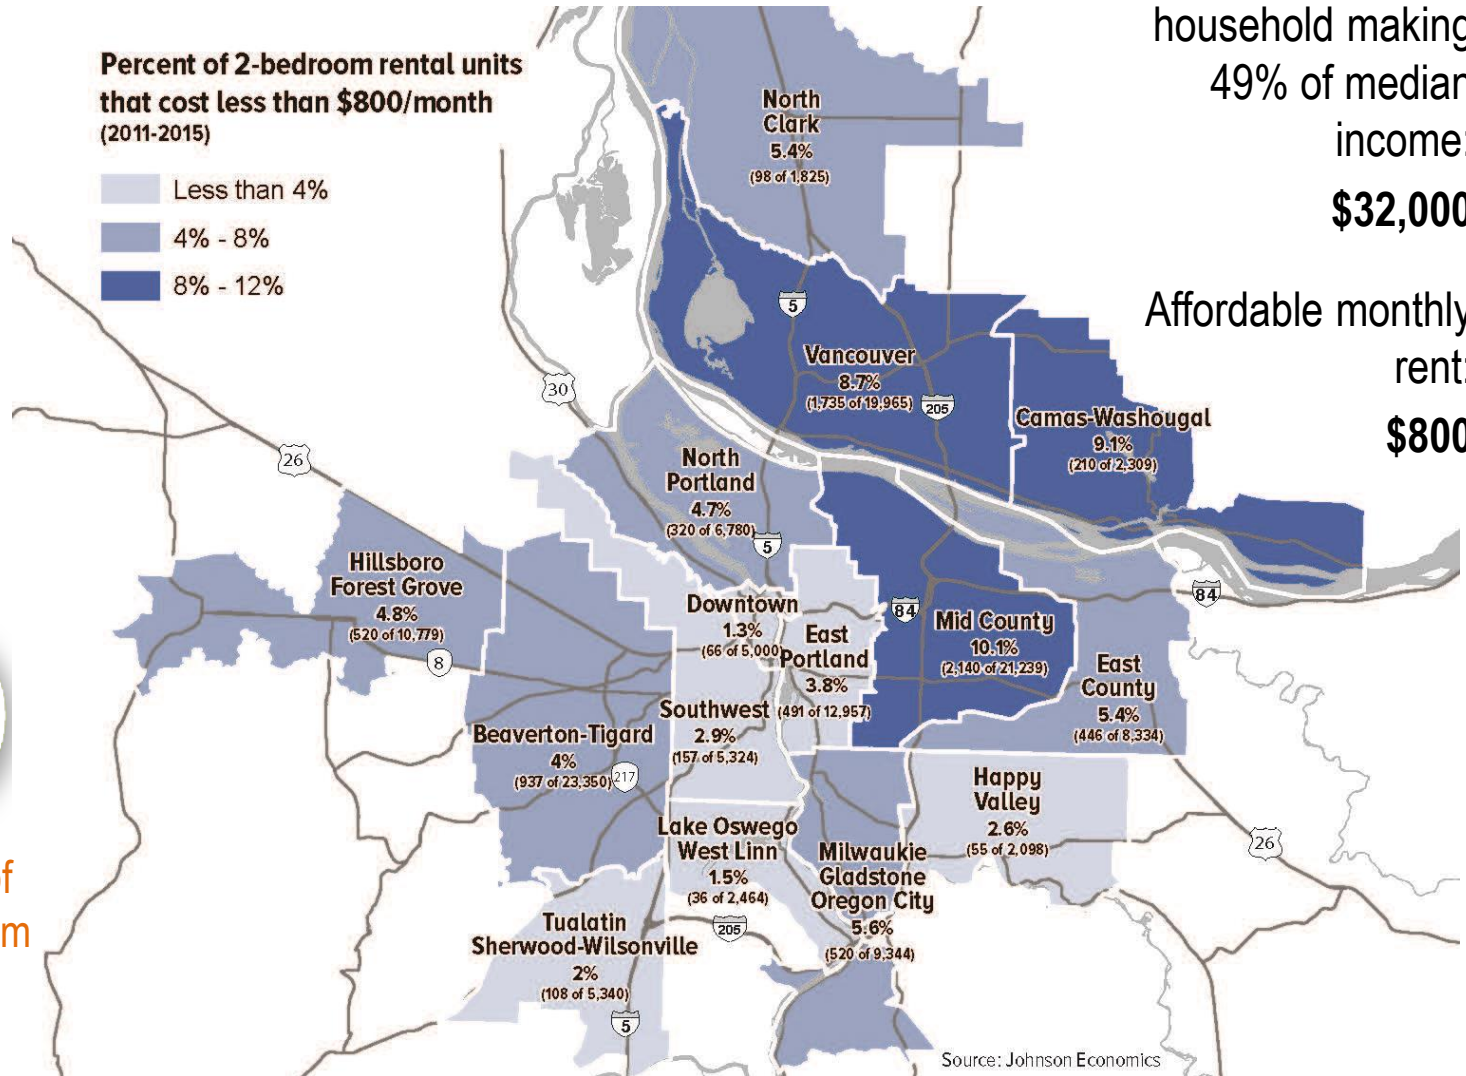 household making
49% of median
income:
$32,000
Affordable monthly
rent:
$800
Percent of 2-bedroom rental units
that cost less than $800/month
(2011-2015)
Less than 4%
4% - 8%
8% - 12%
North
Clark
5.4%
(98 of 1,825)
5
Vancouver
8.7%
(1,735 of 19,965)
205
Camas-Washougal
9.1%
(210 of 2,309)
30
26
North
Portland
4.7%
(320 of 6,780)
5
Hillsboro
Forest Grove
4.8%
(520 of 10,779)
8
Downtown
1.3%
(66 of 5,000)
East
Portland
3.8%
(491 of 12,957)
84
Mid County
10.1%
(2,140 of 21,239)
84
East
County
5.4%
(446 of 8,334)
Southwest
2.9%
(157 of 5,324)
Beaverton-Tigard
4%
(937 of 23,350)
217
Happy
Valley
2.6%
(55 of 2,098)
26
Lake Oswego
West Linn
1.5%
(36 of 2,464)
Milwaukie
Gladstone
Oregon City
5.6%
(520 of 9,344)
205
Tualatin
Sherwood-Wilsonville
2%
(108 of 5,340)
5
of
m
Source: Johnson Economics